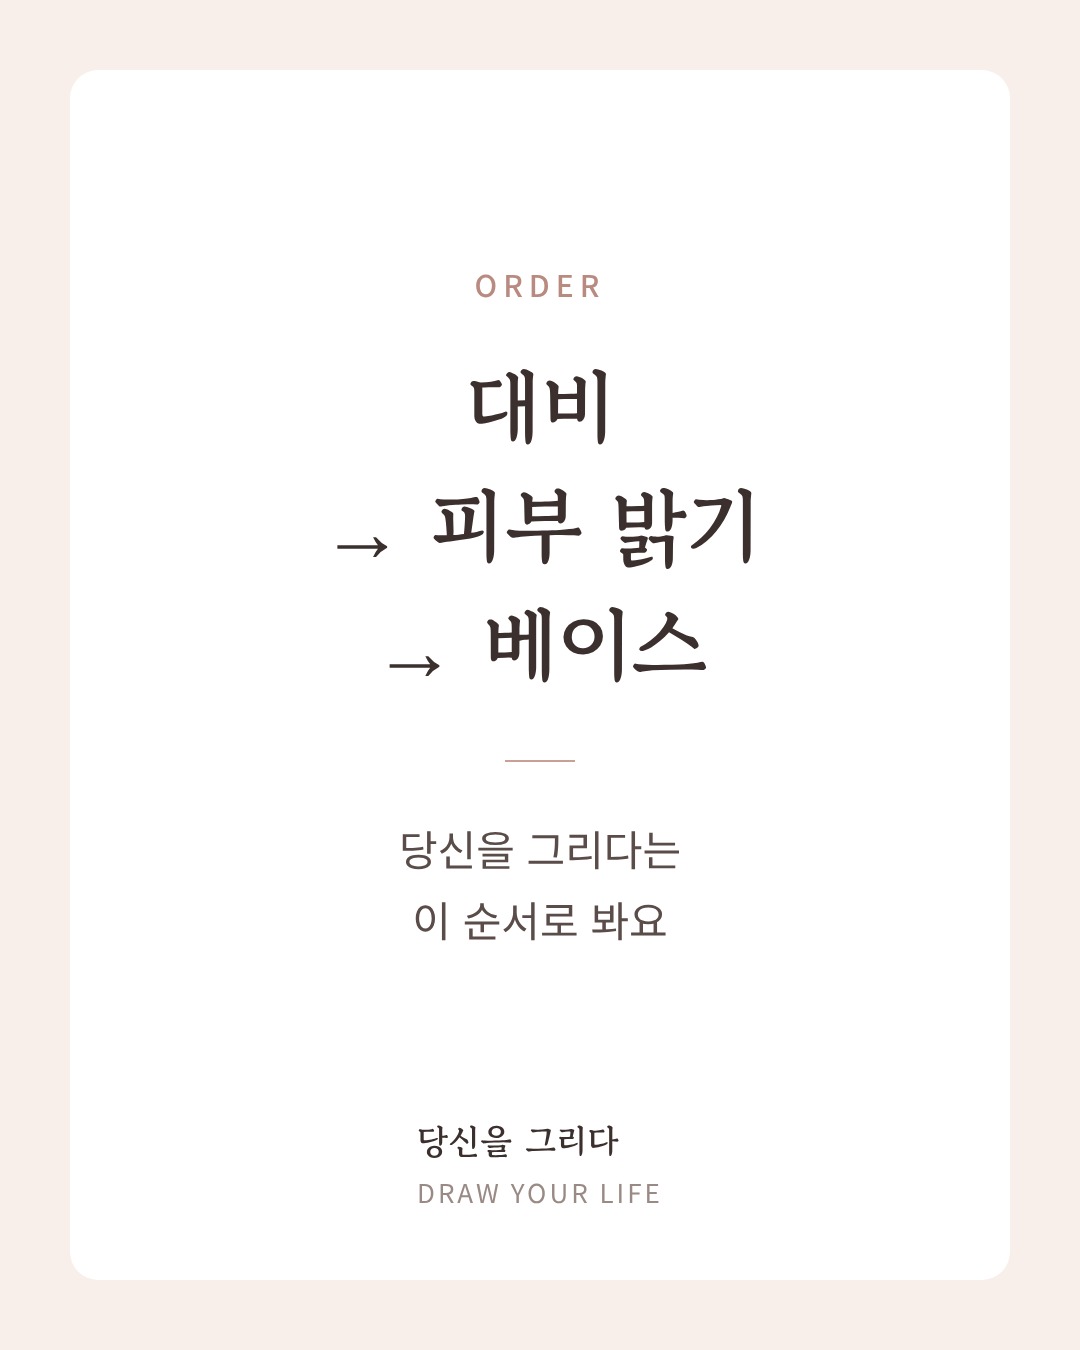 ORDER
대비
→ 피부 밝기
→ 베이스
당신을 그리다는
이 순서로 봐요
당신을 그리다
DRAW YOUR LIFE